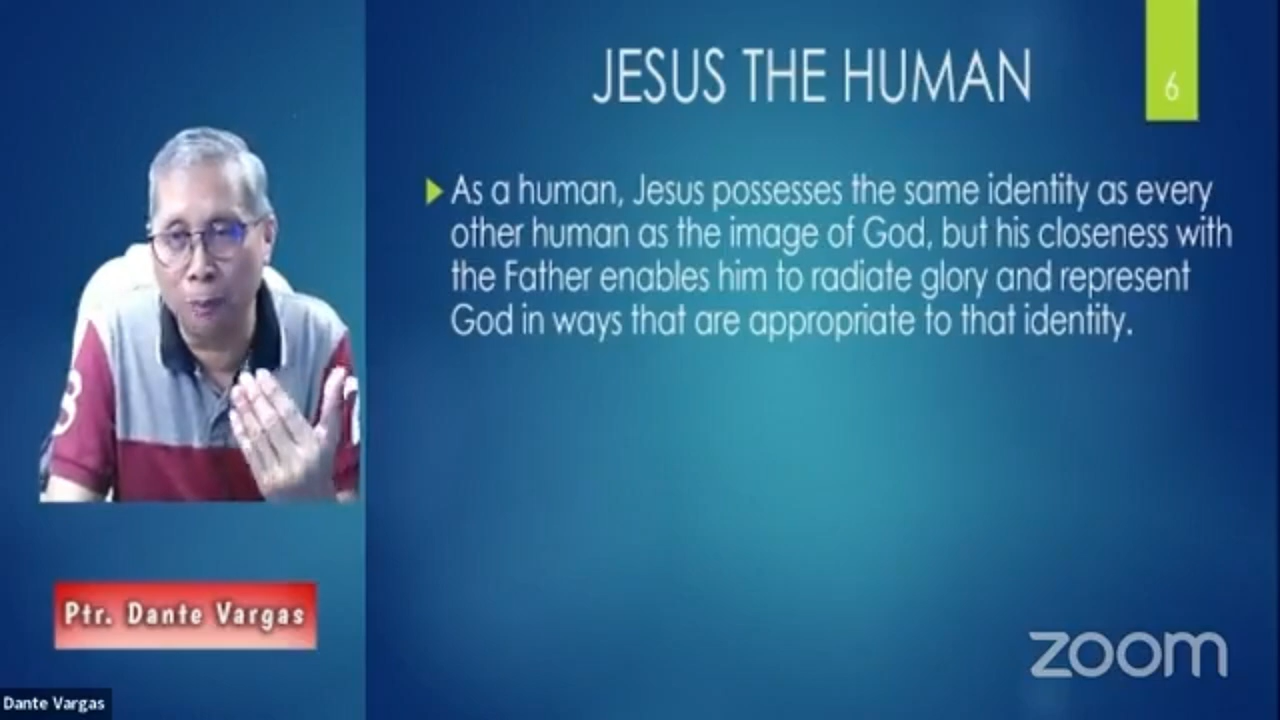 JESUS THE HUMAN
6
As a human, Jesus possesses the same identity as every
other human as the image of God, but his closeness with
the Father enables him to radiate glory and represent
God in ways that are appropriate to that identity.
Ptr. Dante Vargas
zoom
Dante Vargas